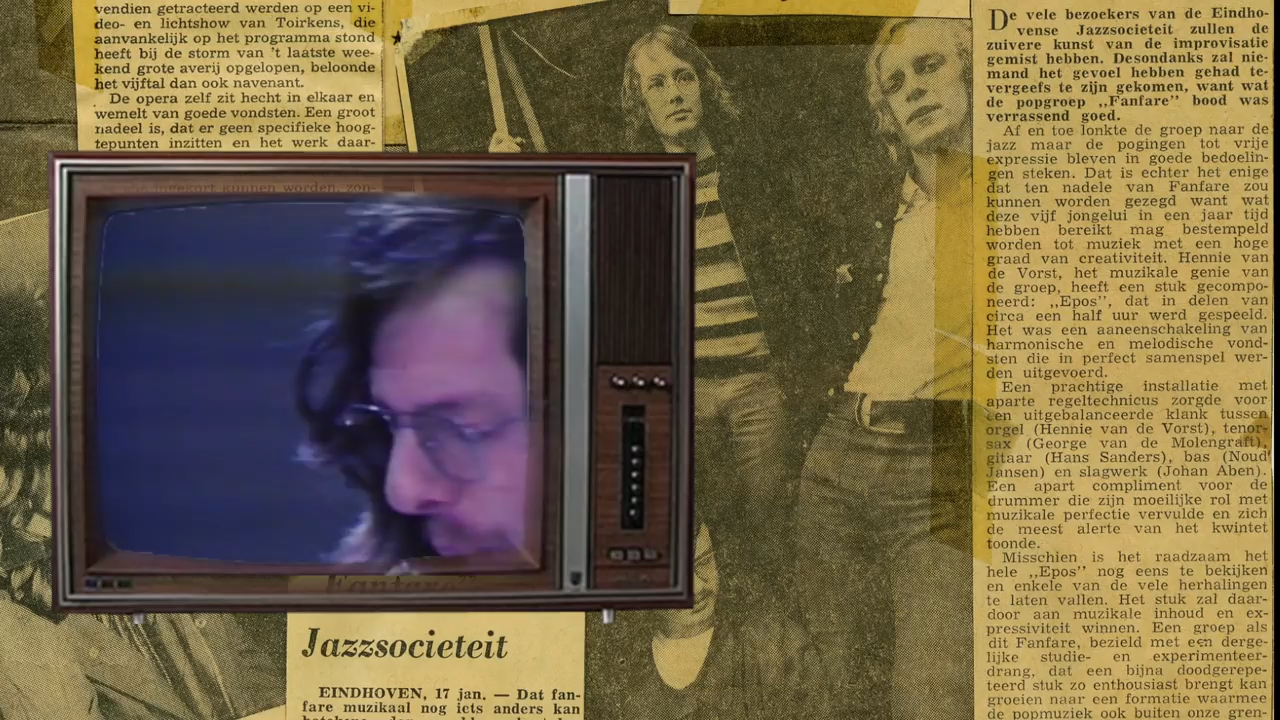 vendien getracteerd werden op een vi-
deo- en lichtshow van Toirkens, die
aanvankelijk op het programma stond
heeft bij de storm van 't laatste wee-
kend grote averij opgelopen, beloonde
het vijftal dan ook navenant.
De opera zelf zit hecht in elkaar en
wemelt van goede vondsten. Een groot
nadeel is, dat er geen specifieke hoog-
tepunten inzitten en het werk daar-
ingekort kunnen worden, zon-
Fanfare"
Jazzsocieteit
EINDHOVEN, 17 jan. — Dat fan-
fare muzikaal nog iets anders kan
De vele bezoekers van de Eindho-
vense Jazzsocieteit zullen de
zuivere kunst van de improvisatie
gemist hebben. Desondanks zal nie-
mand het gevoel hebben gehad te-
vergeefs te zijn gekomen, want wat
de popgroep ,,Fanfare" bood was
verrassend goed.
Af en toe lonkte de groep naar de
jazz maar de pogingen tot vrije
expressie bleven in goede bedoelin-
gen steken. Dat is echter het enige
dat ten nadele van Fanfare zou
kunnen worden gezegd want wat
deze vijf jongelui in een jaar tijd
hebben bereikt mag bestempeld
worden tot muziek met een hoge
graad van creativiteit. Hennie van
de Vorst, het muzikale genie van
de groep, heeft een stuk gecompo-
neerd: ,,Epos", dat in delen van
circa een half uur werd gespeeld.
Het was een aaneenschakeling van
harmonische en melodische vond-
sten die in perfect samenspel wer-
den uitgevoerd.
Een prachtige installatie met
aparte regeltechnicus zorgde voor
een uitgebalanceerde klank tussen
orgel (Hennie van de Vorst), tenor-
sax (George van de Molengraft),
gitaar (Hans Sanders), bas (Noud
Jansen) en slagwerk (Johan Aben).
Een apart compliment voor de
drummer die zijn moeilijke rol met
muzikale perfectie vervulde en zich
de meest alerte van het kwintet
toonde.
Misschien is het raadzaam het
hele ,,Epos" nog eens te bekijken
en enkele van de vele herhalingen
te laten vallen. Het stuk zal daar-
door aan muzikale inhoud en ex-
pressiviteit winnen. Een groep als
dit Fanfare, bezield met een derge-
lijke studie- en experimenteer-
drang, dat een bijna doodgerepe-
teerd stuk zo enthousiast brengt kan
groeien naar een formatie waarmee
de popmuziek ook buiten onze gren-